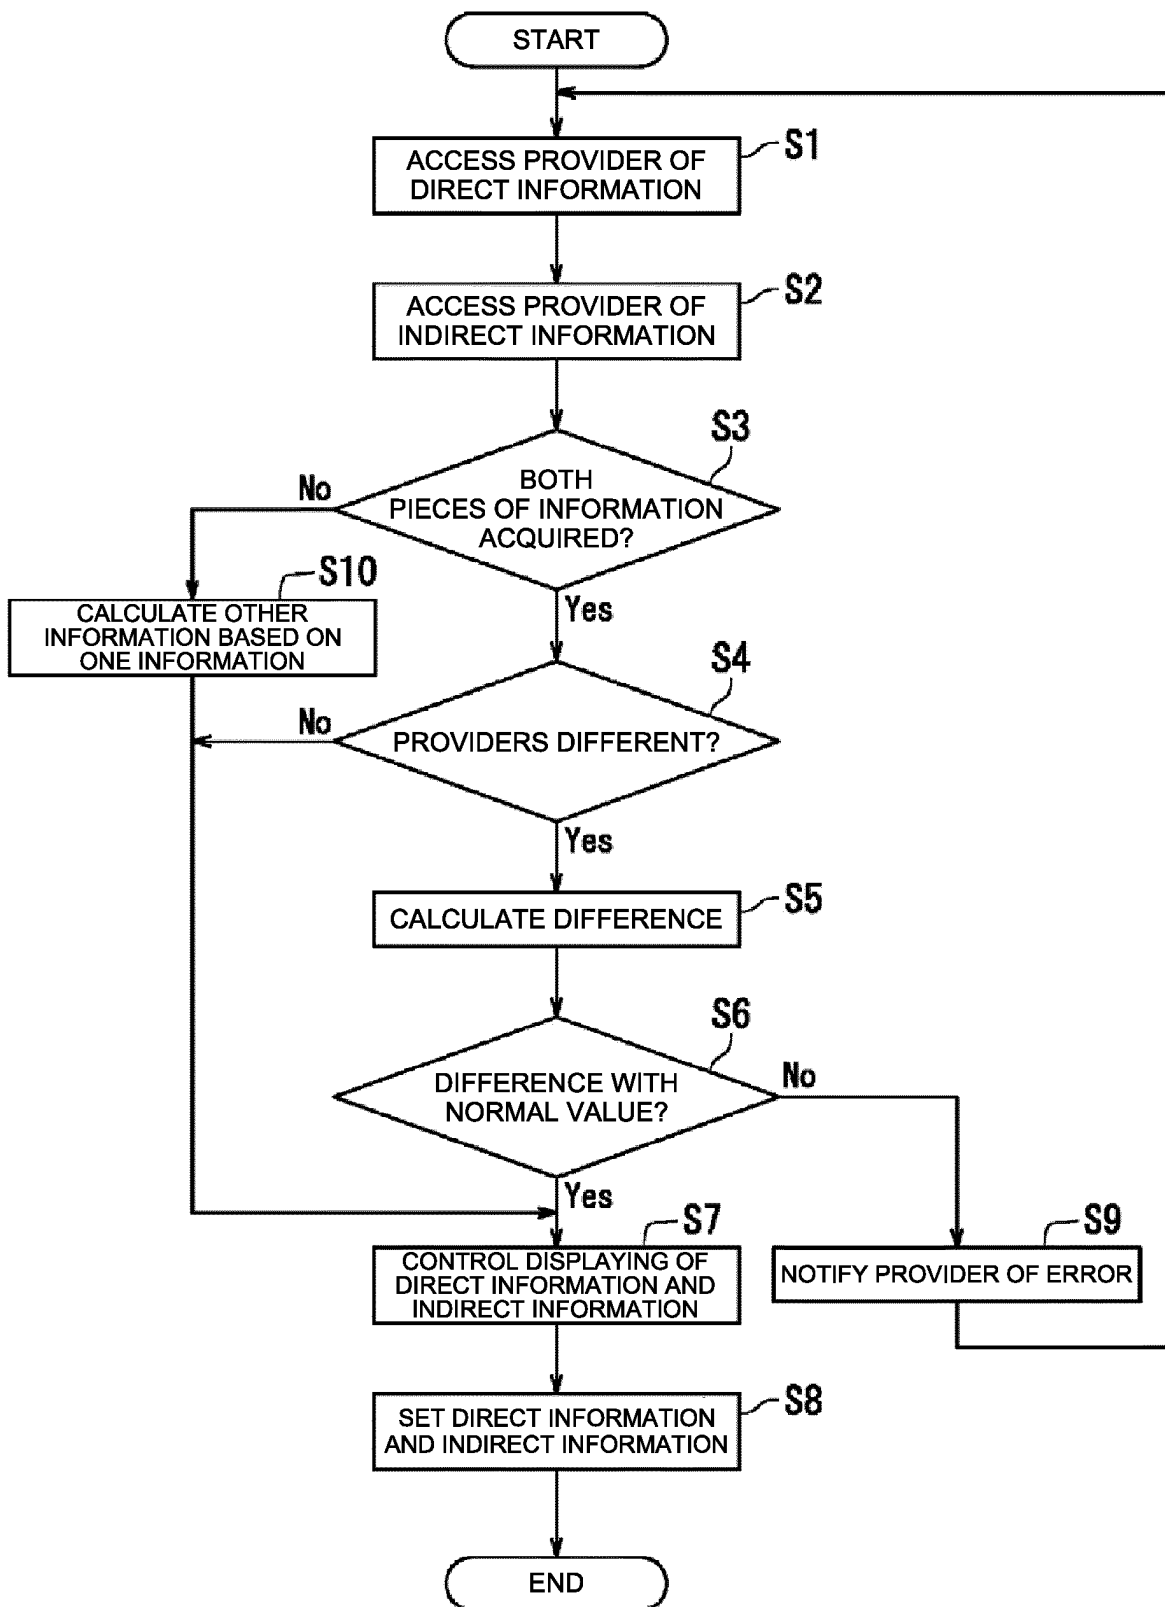 START
S1
ACCESS PROVIDER OF
DIRECT INFORMATION
S2
ACCESS PROVIDER OF
INDIRECT INFORMATION
S3
BOTH
PIECES OF INFORMATION
ACQUIRED?
No
S10
CALCULATE OTHER
INFORMATION BASED ON
ONE INFORMATION
Yes
S4
No
PROVIDERS DIFFERENT?
Yes
S5
CALCULATE DIFFERENCE
S6
DIFFERENCE WITH
NORMAL VALUE?
No
Yes
S7
CONTROL DISPLAYING OF
DIRECT INFORMATION AND
INDIRECT INFORMATION
S9
NOTIFY PROVIDER OF ERROR
S8
SET DIRECT INFORMATION
AND INDIRECT INFORMATION
END